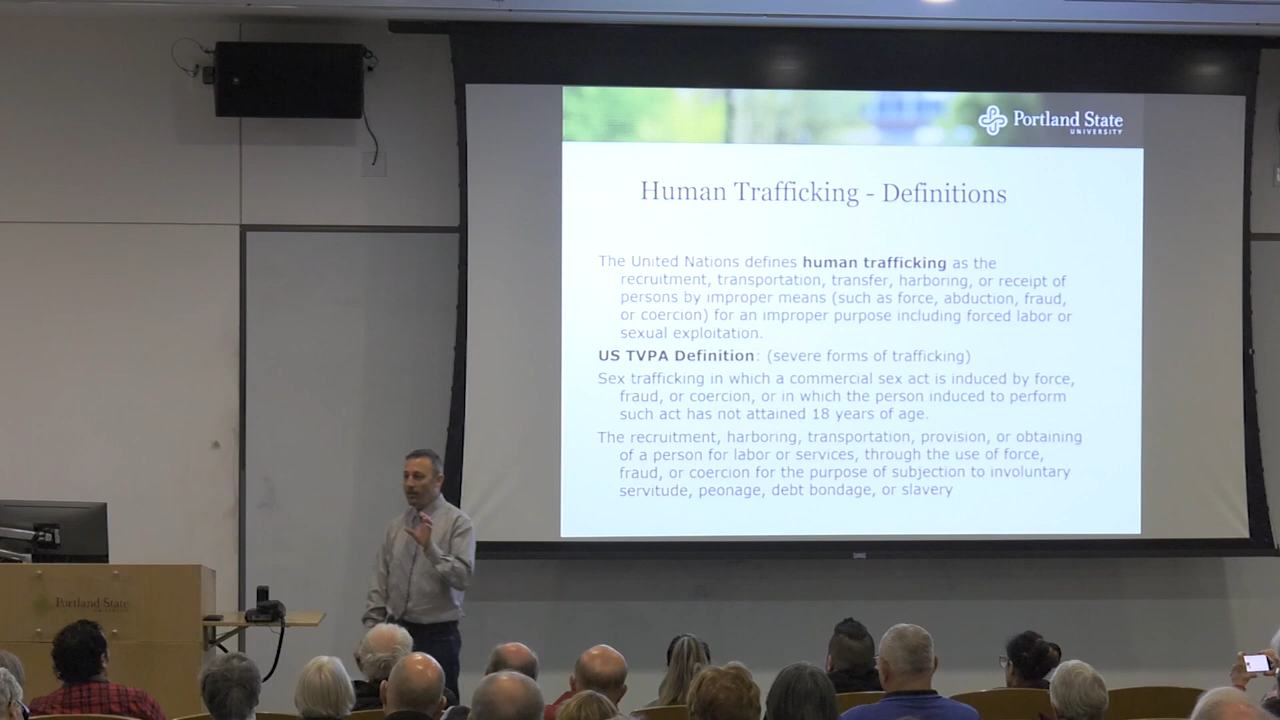 Portland State
UNIVERSITY
Human Trafficking - Definitions
The United Nations defines human trafficking as the
recruitment, transportation, transfer, harboring, or receipt of
persons by improper means (such as force, abduction, fraud,
or coercion) for an improper purpose including forced labor or
sexual exploitation.
US TVPA Definition: (severe forms of trafficking)
Sex trafficking in which a commercial sex act is induced by force,
fraud, or coercion, or in which the person induced to perform
such act has not attained 18 years of age.
The recruitment, harboring, transportation, provision, or obtaining
of a person for labor or services, through the use of force,
fraud, or coercion for the purpose of subjection to involuntary
servitude, peonage, debt bondage, or slavery
Portland State
UNIVERSITY